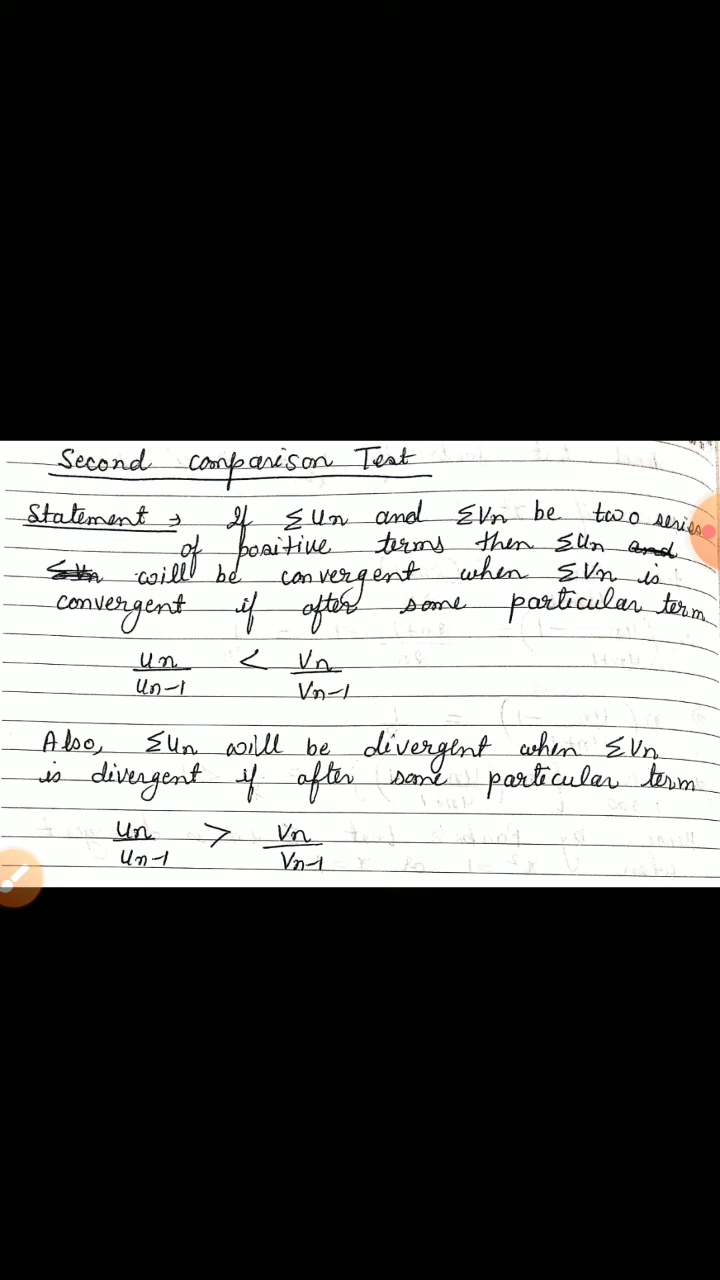 Second comparison Test
Statement → If ΣUn and ΣVn be two series
of positive terms then ΣUn and
ΣUn will be convergent when ΣVn is
convergent if after some particular term
Un/Un-1 < Vn/Vn-1
Also, ΣUn will be divergent when ΣVn
is divergent if after some particular term
Un/Un-1 > Vn/Vn-1